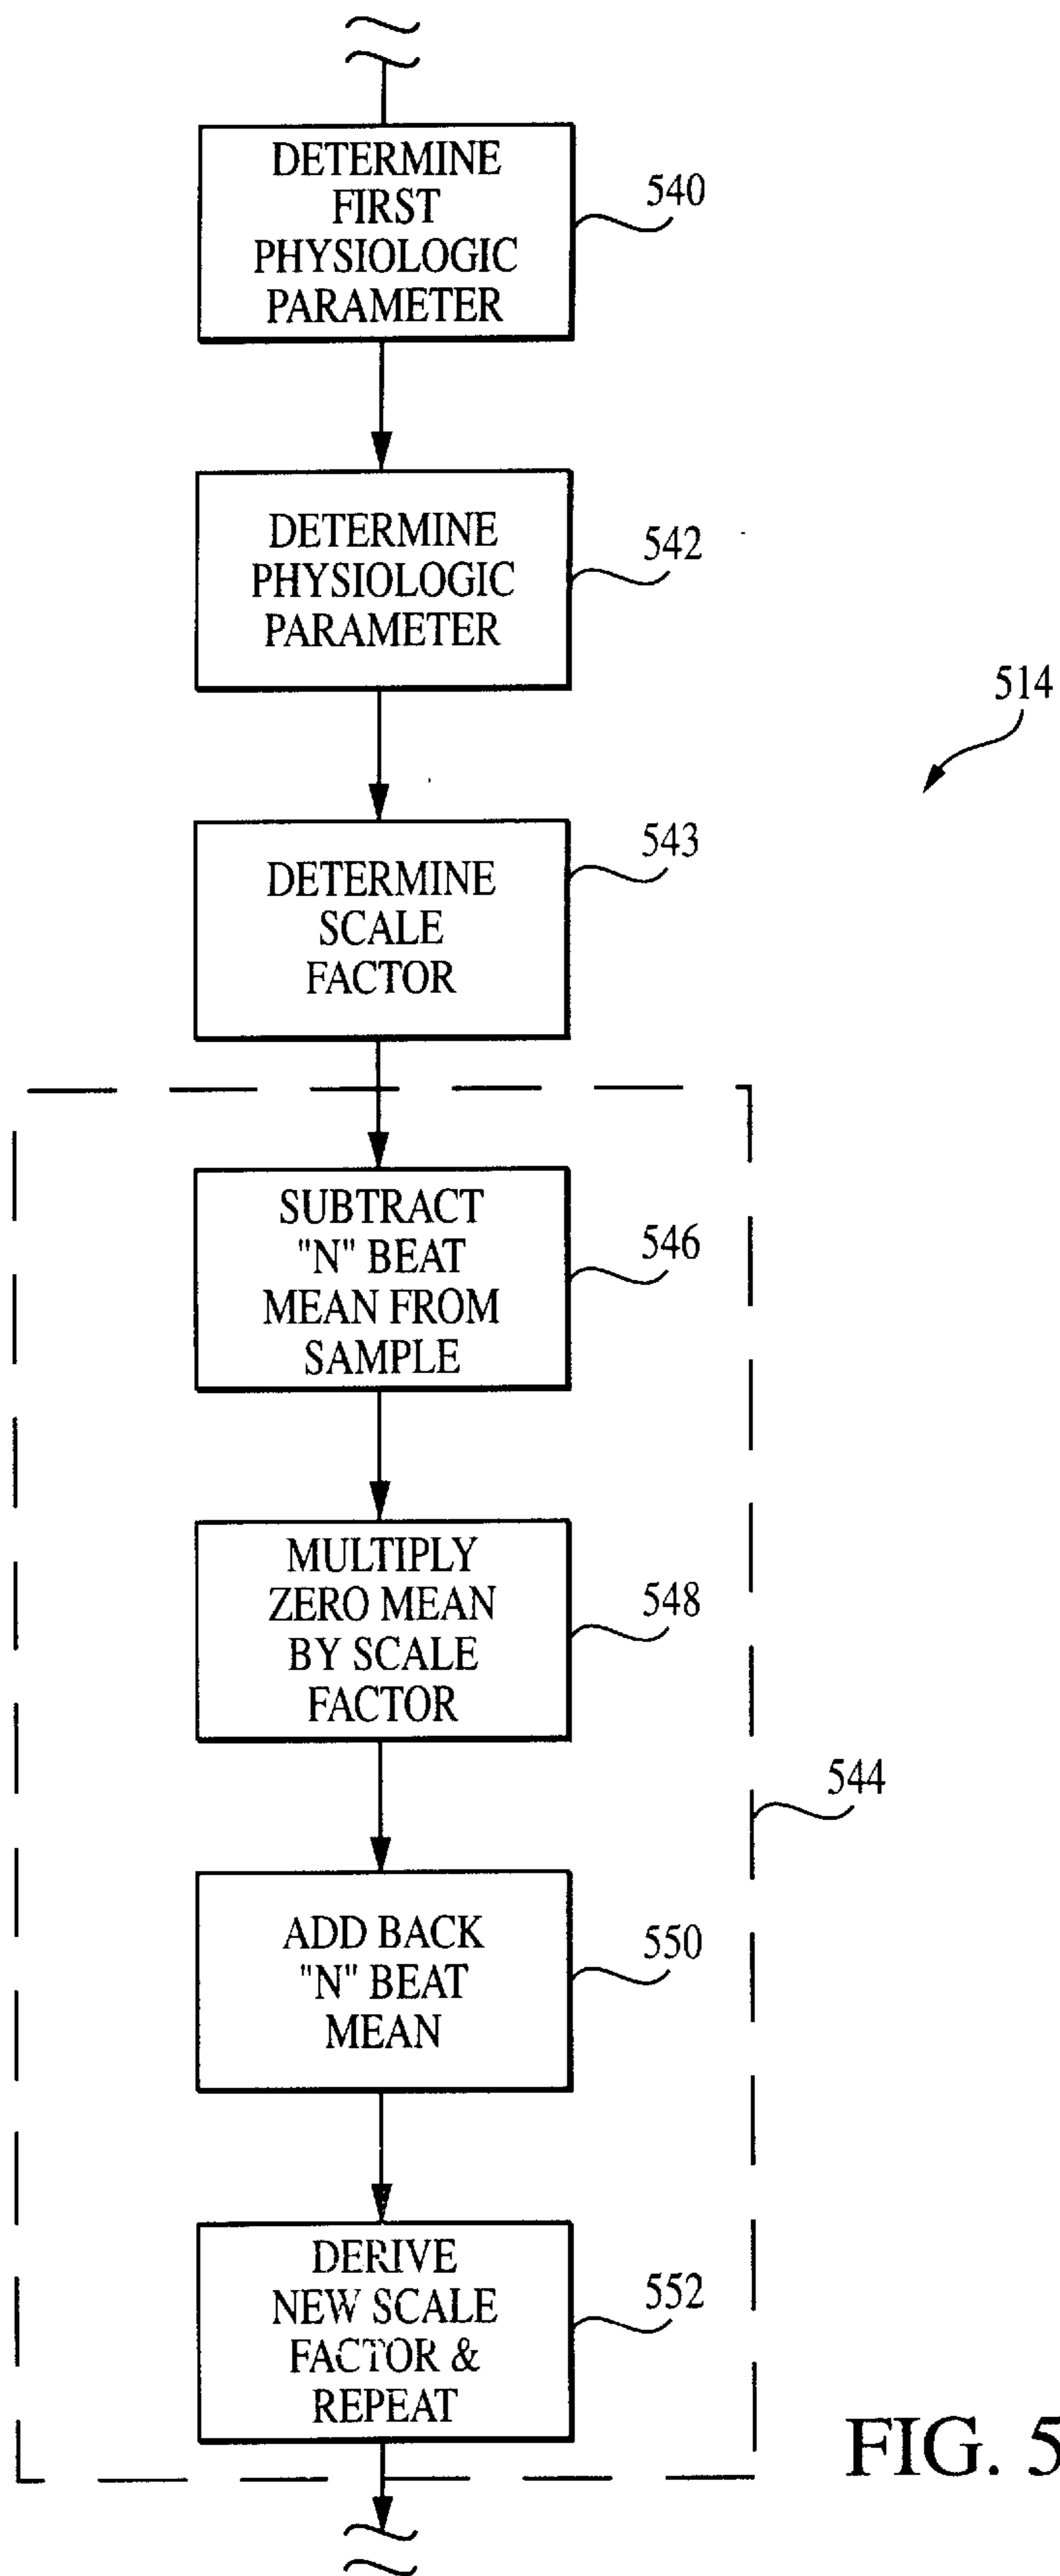 DETERMINE
FIRST
PHYSIOLOGIC
PARAMETER
540
DETERMINE
PHYSIOLOGIC
PARAMETER
542
514
DETERMINE
SCALE
FACTOR
543
SUBTRACT
"N" BEAT
MEAN FROM
SAMPLE
546
MULTIPLY
ZERO MEAN
BY SCALE
FACTOR
548
544
ADD BACK
"N" BEAT
MEAN
550
DERIVE
NEW SCALE
FACTOR &
REPEAT
552
FIG. 5